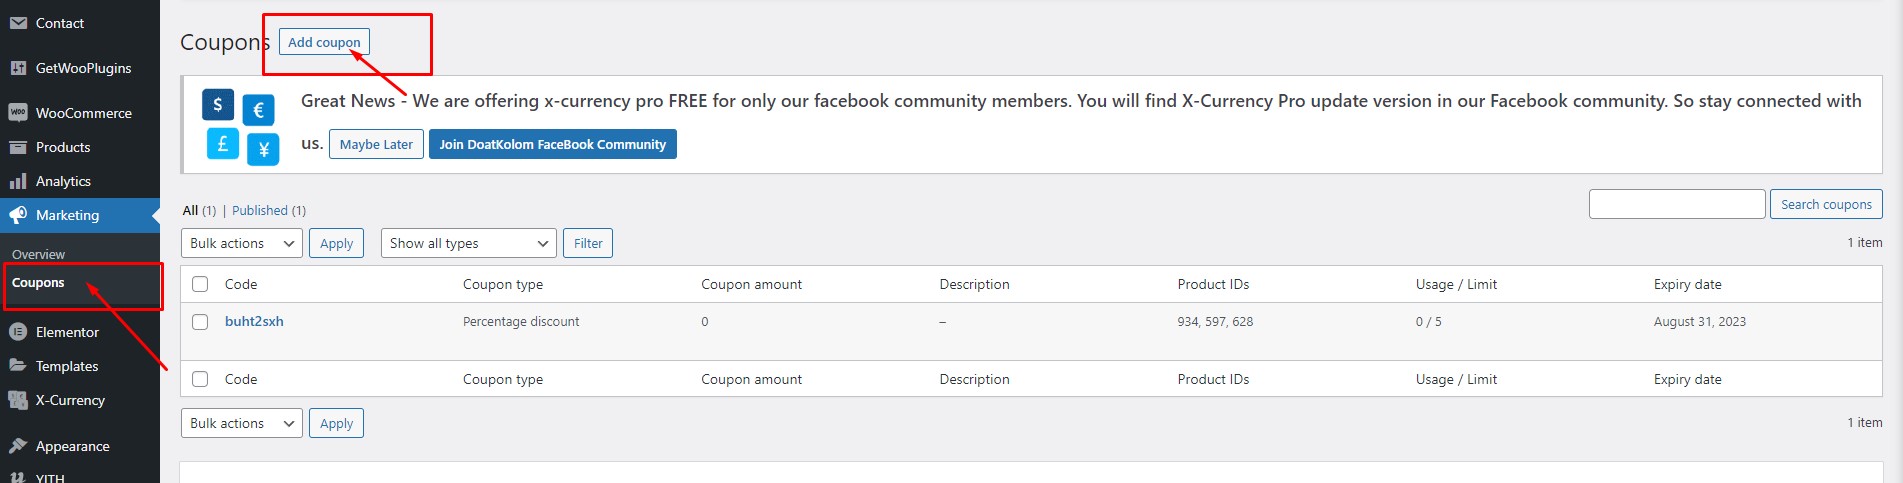 Contact
GetWooPlugins
WooCommerce
Products
Analytics
Marketing
Overview
Coupons
Elementor
Templates
X-Currency
Appearance
YITH
Coupons Add coupon
$ €
£ ¥
Great News - We are offering x-currency pro FREE for only our facebook community members. You will find X-Currency Pro update version in our Facebook community. So stay connected with
us. Maybe Later Join DoatKolom FaceBook Community
All (1) | Published (1)
Search coupons
Bulk actions Apply Show all types Filter 1 item
Code Coupon type Coupon amount Description Product IDs Usage / Limit Expiry date
buht2sxh Percentage discount 0 – 934, 597, 628 0 / 5 August 31, 2023
Code Coupon type Coupon amount Description Product IDs Usage / Limit Expiry date
Bulk actions Apply 1 item